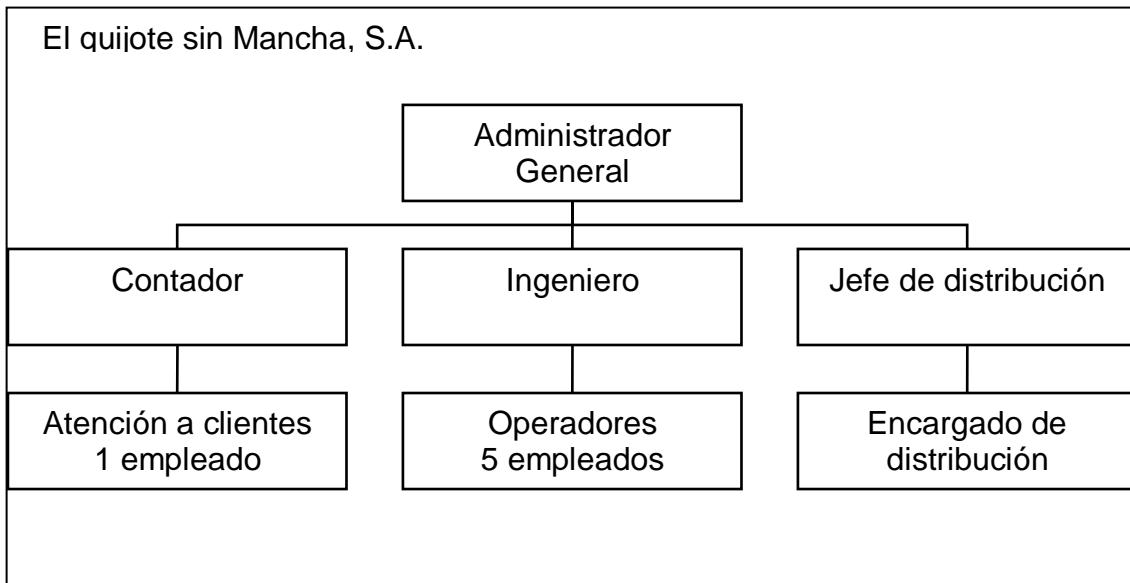 El quijote sin Mancha, S.A.
Administrador
General
Contador
Ingeniero
Jefe de distribución
Atención a clientes
1 empleado
Operadores
5 empleados
Encargado de
distribución